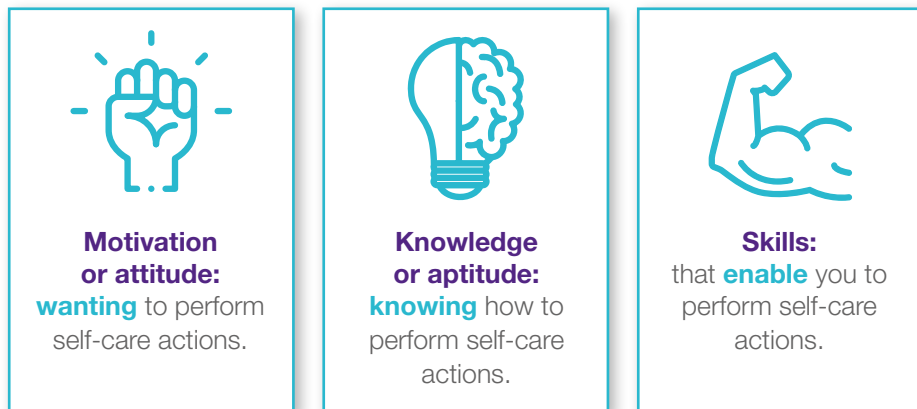 Motivation
or attitude:
wanting to perform
self-care actions.
Knowledge
or aptitude:
knowing how to
perform self-care
actions.
Skills:
that enable you to
perform self-care
actions.